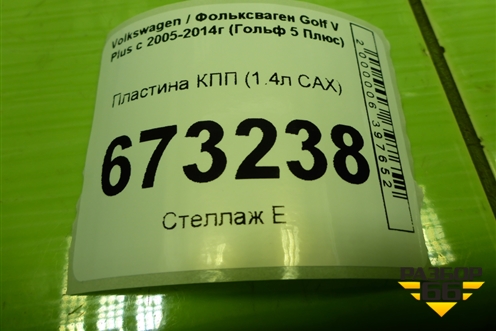 Volkswagen / Фольксваген Golf V
Plus с 2005-2014г (Гольф 5 Плюс)
Пластина КПП (1.4л CAX)
673238
Стеллаж Е
2000006397652
РАЗБОР
66